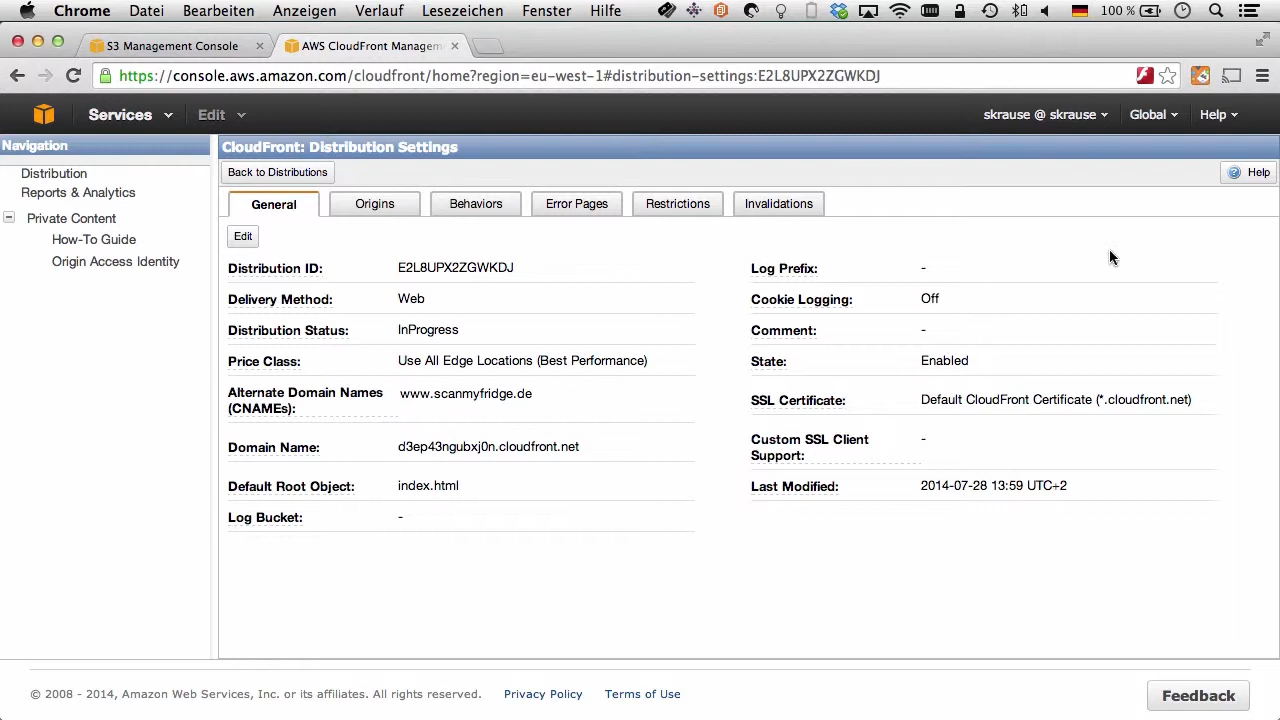 Chrome Datei Bearbeiten Anzeigen Verlauf Lesezeichen Fenster Hilfe 100 %
S3 Management Console × AWS CloudFront Managem ×
https://console.aws.amazon.com/cloudfront/home?region=eu-west-1#distribution-settings:E2L8UPX2ZGWKDJ
Services Edit skrause @ skrause Global Help
Navigation
Distribution
Reports & Analytics
Private Content
How-To Guide
Origin Access Identity
CloudFront: Distribution Settings
Back to Distributions Help
General Origins Behaviors Error Pages Restrictions Invalidations
Edit
Distribution ID: E2L8UPX2ZGWKDJ
Delivery Method: Web
Distribution Status: InProgress
Price Class: Use All Edge Locations (Best Performance)
Alternate Domain Names
(CNAMEs): www.scanmyfridge.de
Domain Name: d3ep43ngubxj0n.cloudfront.net
Default Root Object: index.html
Log Bucket: -
Log Prefix: -
Cookie Logging: Off
Comment: -
State: Enabled
SSL Certificate: Default CloudFront Certificate (*.cloudfront.net)
Custom SSL Client
Support: -
Last Modified: 2014-07-28 13:59 UTC+2
© 2008 - 2014, Amazon Web Services, Inc. or its affiliates. All rights reserved. Privacy Policy Terms of Use
Feedback